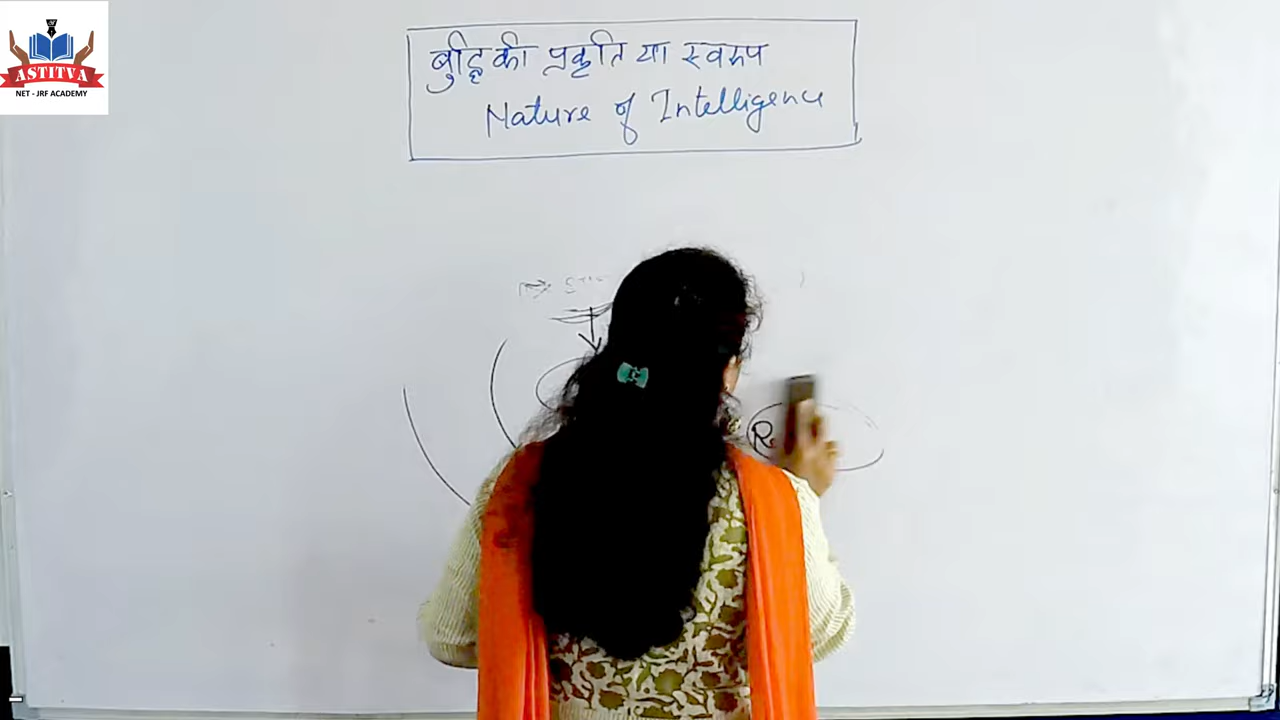 ASTITVA
NET - JRF ACADEMY
बुद्धि की प्रकृति या स्वरूप
Nature of Intelligence